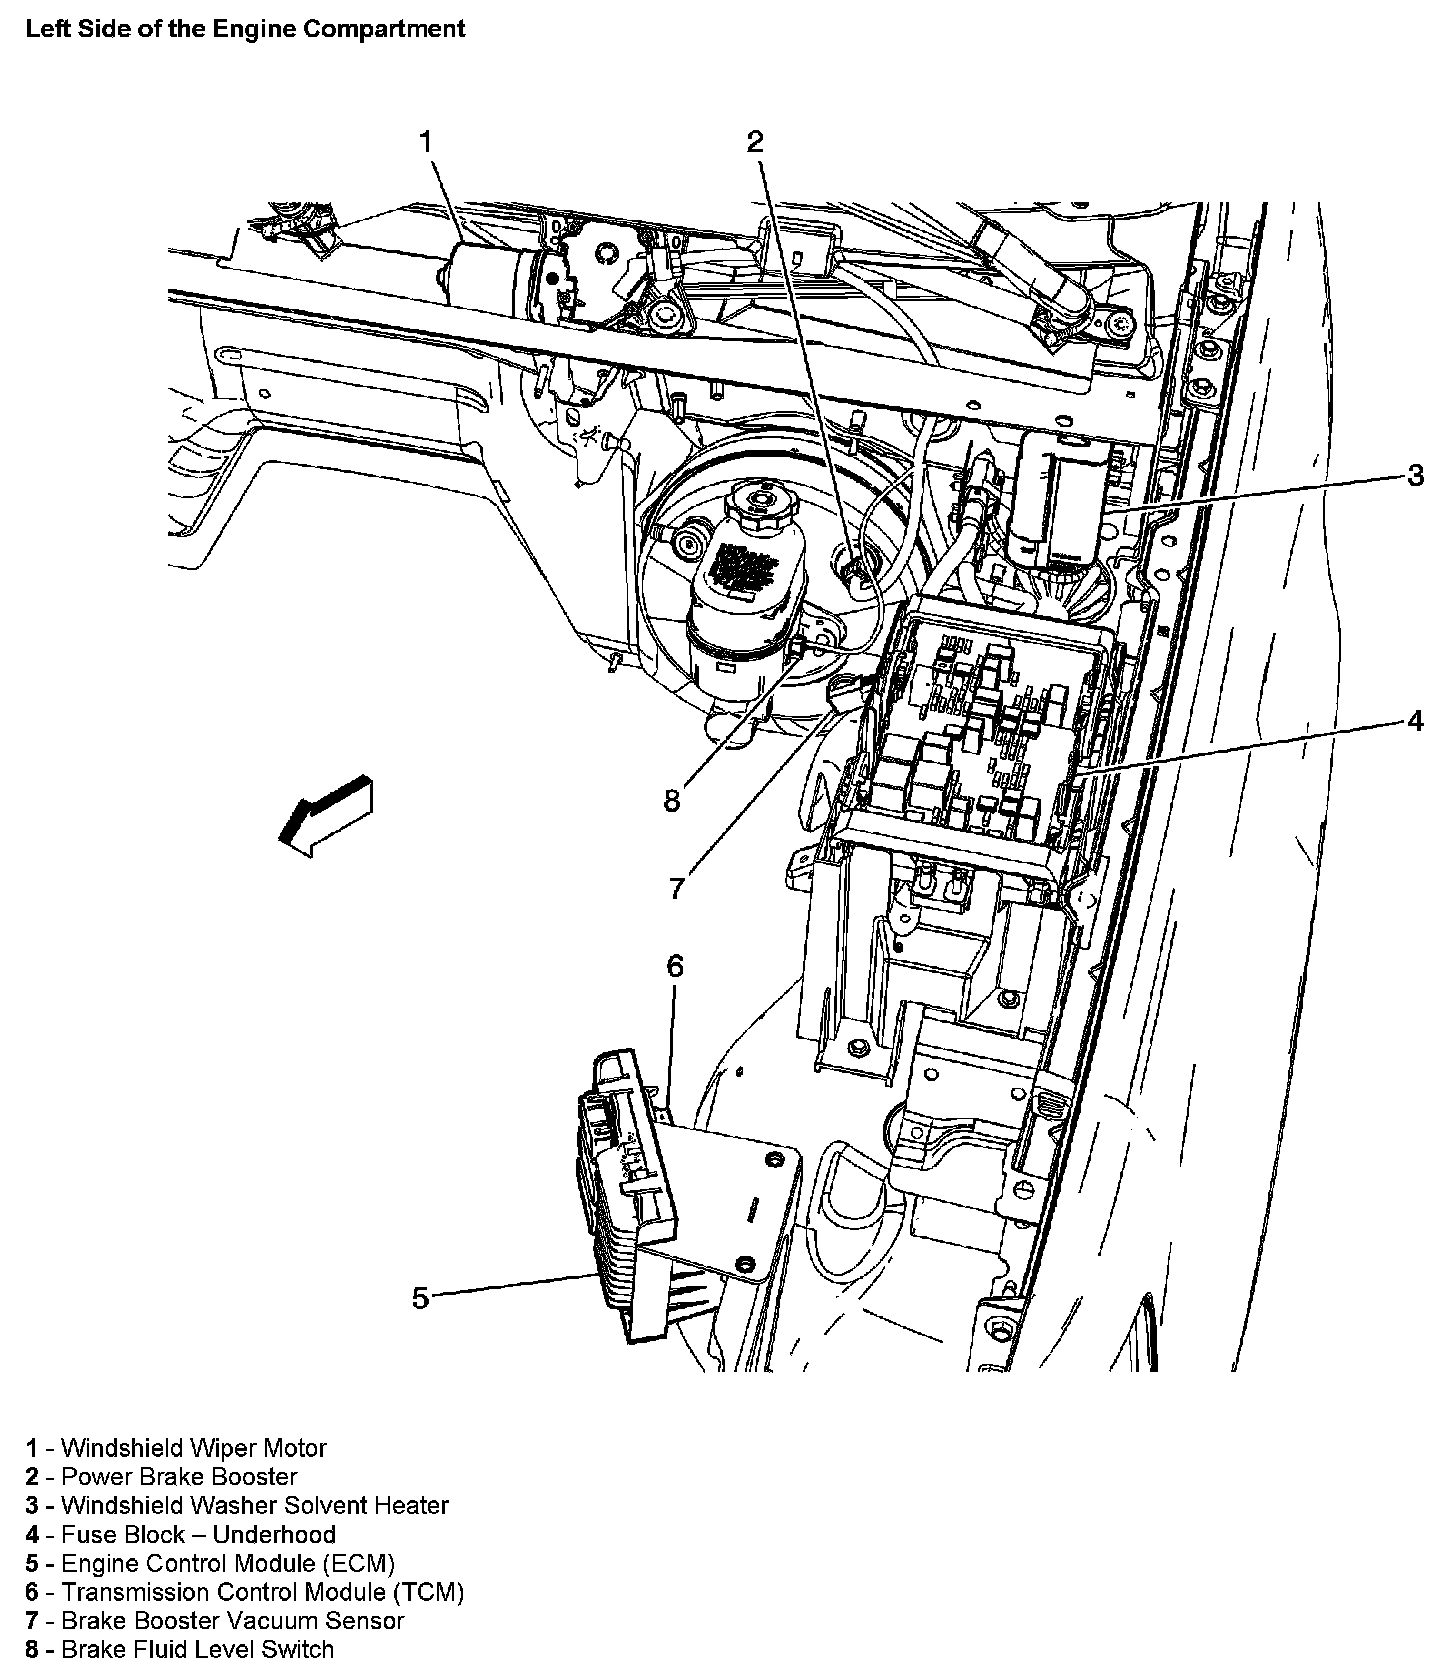 Left Side of the Engine Compartment
1
2
3
4
8
7
6
5
1 - Windshield Wiper Motor
2 - Power Brake Booster
3 - Windshield Washer Solvent Heater
4 - Fuse Block – Underhood
5 - Engine Control Module (ECM)
6 - Transmission Control Module (TCM)
7 - Brake Booster Vacuum Sensor
8 - Brake Fluid Level Switch